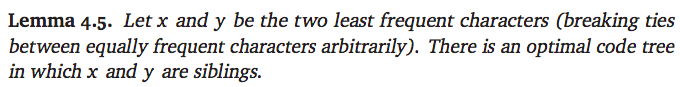 Lemma 4.5. Let x and y be the two least frequent characters (breaking ties
between equally frequent characters arbitrarily). There is an optimal code tree
in which x and y are siblings.